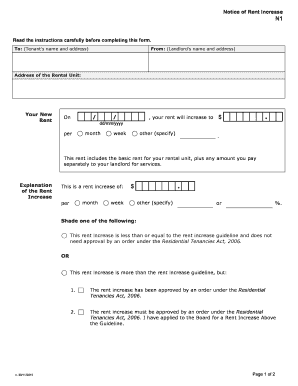 Notice of Rent Increase
N1
Read the instructions carefully before completing this form.
To: (Tenant's name and address) From: (Landlord's name and address)
Address of the Rental Unit:
Your New Rent
On / / , your rent will increase to $ .
dd/mm/yyyy
per month week other (specify) .
This rent includes the basic rent for your rental unit, plus any amount you pay
separately to your landlord for services.
Explanation of the Rent Increase
This is a rent increase of: $ .
per month week other (specify) or %.
Shade one of the following:
This rent increase is less than or equal to the rent increase guideline and does not
need approval by an order under the Residential Tenancies Act, 2006.
OR
This rent increase is more than the rent increase guideline, but:
1. The rent increase has been approved by an order under the Residential
Tenancies Act, 2006.
2. The rent increase must be approved by an order under the Residential
Tenancies Act, 2006. I have applied to the Board for a Rent Increase Above
the Guideline.
Page 1 of 2